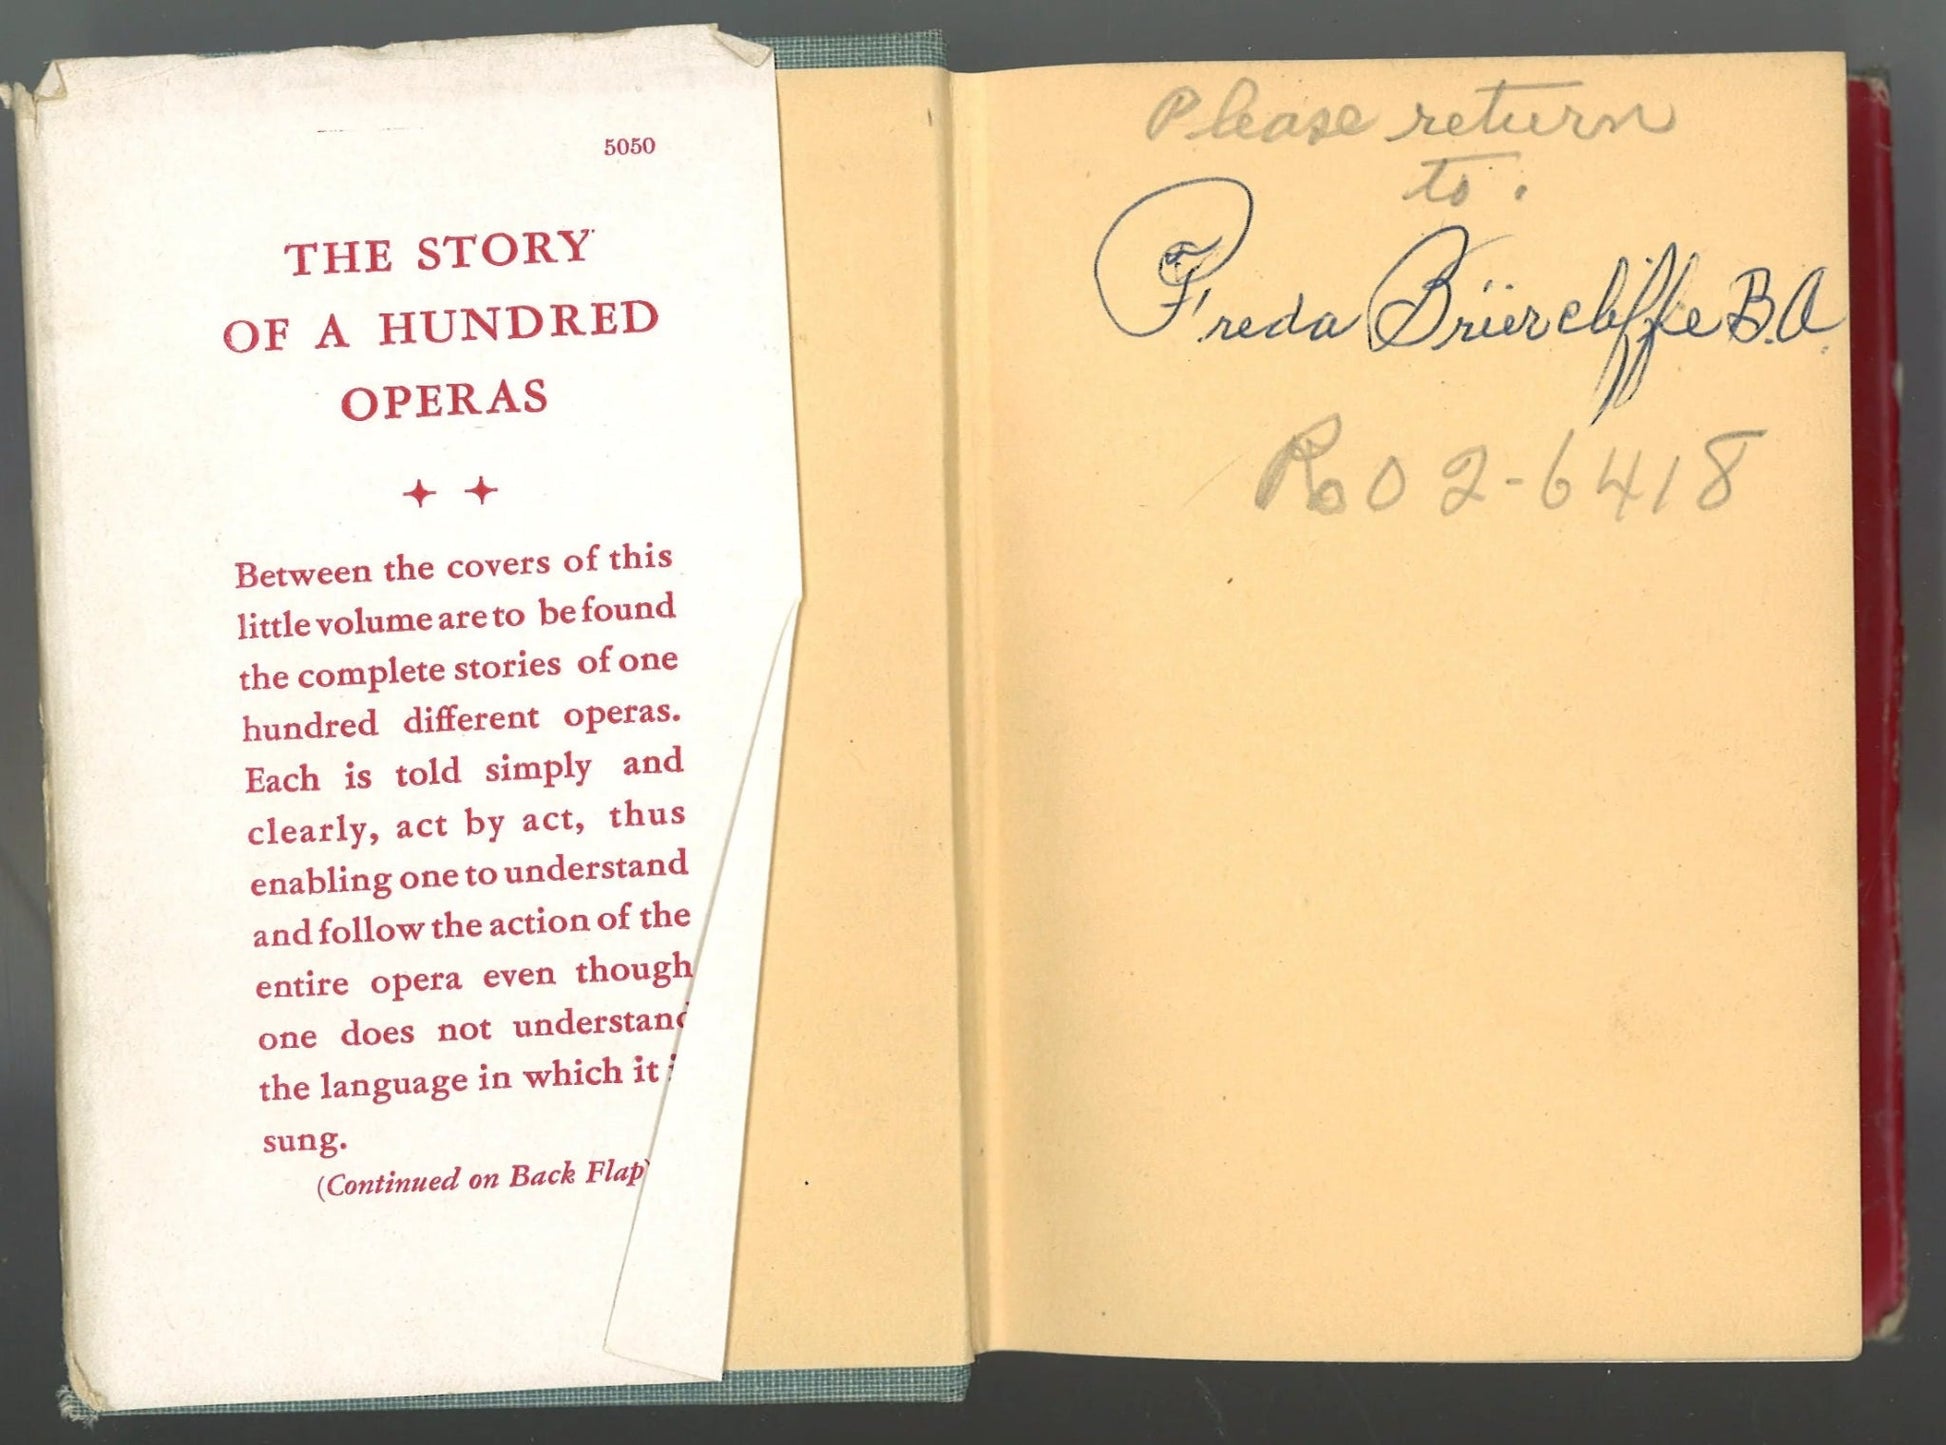 5050
THE STORY
OF A HUNDRED
OPERAS
Between the covers of this
little volume are to be found
the complete stories of one
hundred different operas.
Each is told simply and
clearly, act by act, thus
enabling one to understand
and follow the action of the
entire opera even though
one does not understand
the language in which it i
sung.
(Continued on Back Flap)
Please return
to.
Freda Briercliffe B.A.
Ro 0 2-6418